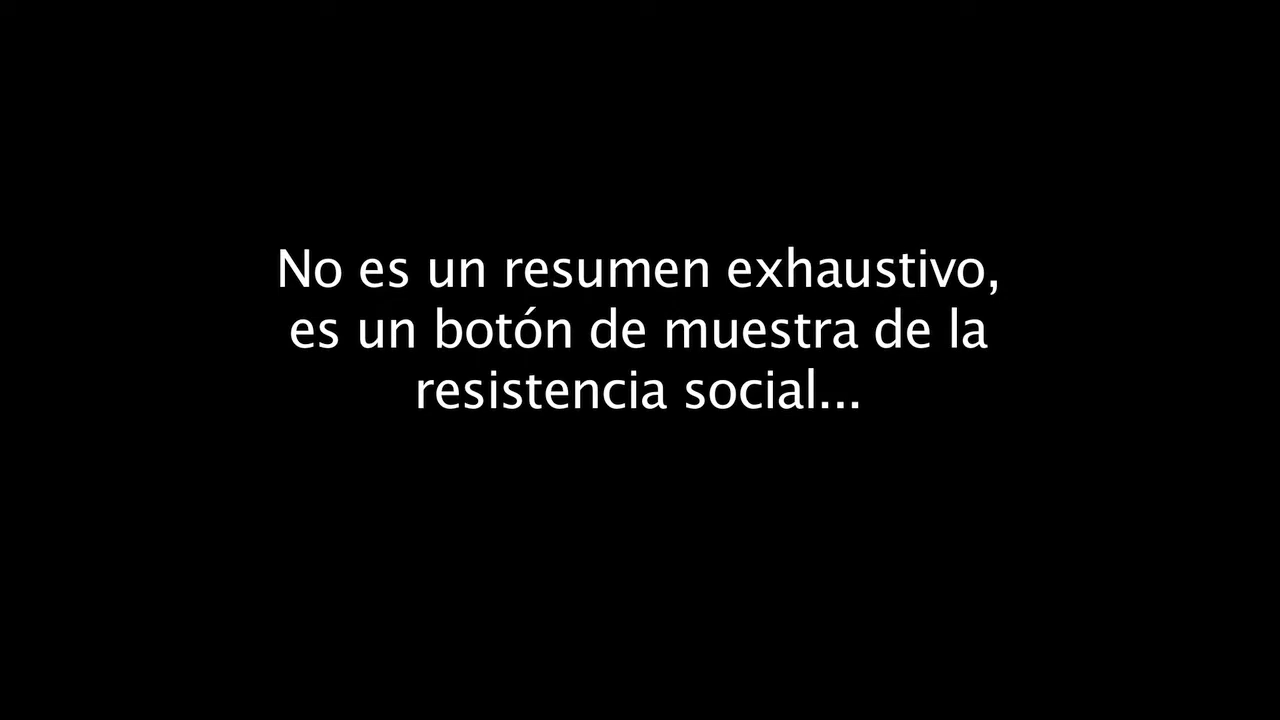 No es un resumen exhaustivo,
es un botón de muestra de la
resistencia social...